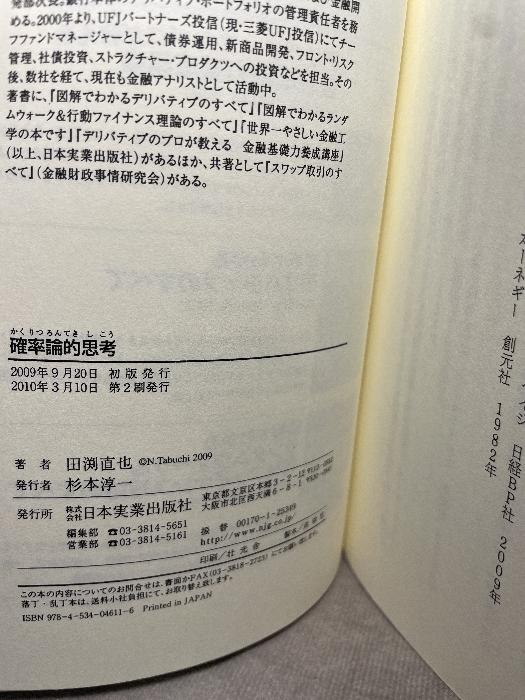 発部次長。銀行本体のデリバティブ・ポートフォリオの管理責任者を務
める。2000年より、UFJパートナーズ投信(現・三菱UFJ投信)にてチー
フファンドマネージャーとして、債券運用、新商品開発、フロント・リスク
管理、社債投資、ストラクチャー・プロダクツへの投資などを担当。その
後、数社を経て、現在も金融アナリストとして活動中。
著書に、『図解でわかるデリバティブのすべて』『図解でわかるランダ
ムウォーク&行動ファイナンス理論のすべて』『世界一やさしい金融工
学の本です』『デリバティブのプロが教える 金融基礎力養成講座』
(以上、日本実業出版社)があるほか、共著として『スワップ取引のす
べて』(金融財政事情研究会)がある。
かくりつろんてきしこう
確率論的思考
2009年9月20日 初版発行
2010年3月10日 第2刷発行
著 者 田渕直也 ©N.Tabuchi 2009
発行者 杉本淳一
発行所 株式会社日本実業出版社 東京都文京区本郷3-2-12
大阪市北区西天満6-8-1
編集部 ☎03-3814-5651
営業部 ☎03-3814-5161 振替 00170-1-25349
http://www.njg.co.jp/
印刷/壮光舎
この本の内容についてのお問合せは、書面かFAX(03-3818-2723)にてお願い致します。
落丁・乱丁本は、送料小社負担にて、お取り替え致します。
ISBN 978-4-534-04611-6 Printed in JAPAN
日経BP社 2009年
カーネギー 創元社 1982年